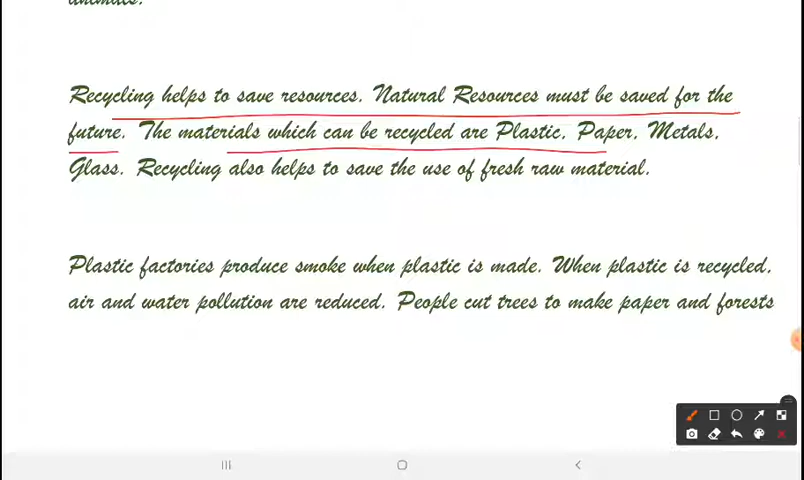 animals.
Recycling helps to save resources. Natural Resources must be saved for the
future. The materials which can be recycled are Plastic, Paper, Metals,
Glass. Recycling also helps to save the use of fresh raw material.
Plastic factories produce smoke when plastic is made. When plastic is recycled,
air and water pollution are reduced. People cut trees to make paper and forests